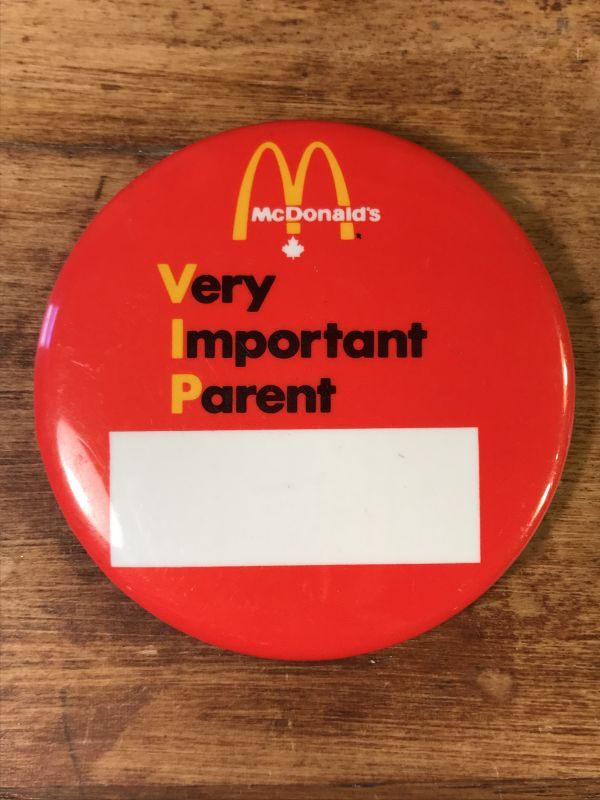 McDonald's
Very
Important
Parent